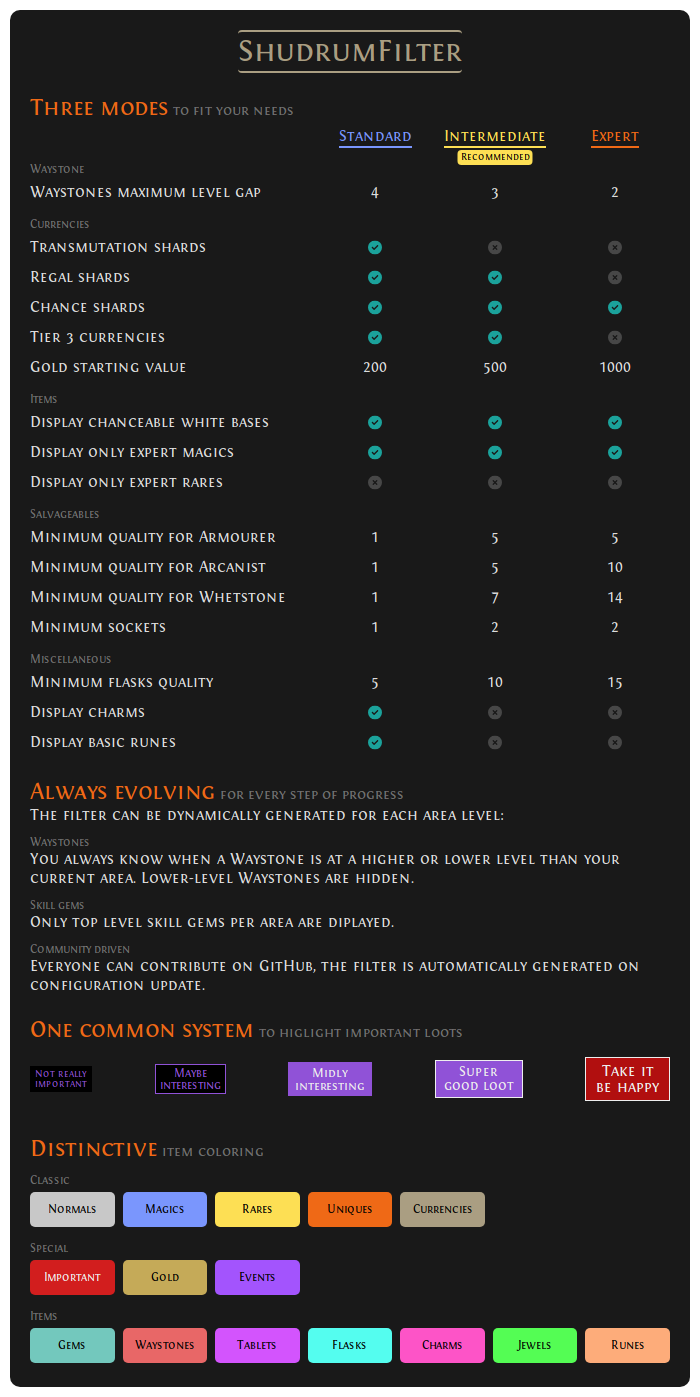 ShudrumFilter
Three modes to fit your needs
Standard Intermediate Expert
Recommended
Waystone
Waystones maximum level gap 4 3 2
Currencies
Transmutation shards
Regal shards
Chance shards
Tier 3 currencies
Gold starting value 200 500 1000
Items
Display chanceable white bases
Display only expert magics
Display only expert rares
Salvageables
Minimum quality for Armourer 1 5 5
Minimum quality for Arcanist 1 5 10
Minimum quality for Whetstone 1 7 14
Minimum sockets 1 2 2
Miscellaneous
Minimum flasks quality 5 10 15
Display charms
Display basic runes
Always evolving for every step of progress
The filter can be dynamically generated for each area level:
Waystones
You always know when a Waystone is at a higher or lower level than your
current area. Lower-level Waystones are hidden.
Skill gems
Only top level skill gems per area are diplayed.
Community driven
Everyone can contribute on GitHub, the filter is automatically generated on
configuration update.
One common system to higlight important loots
Not really
important
Maybe
interesting
Midly
interesting
Super
good loot
Take it
be happy
Distinctive item coloring
Classic
Normals Magics Rares Uniques Currencies
Special
Important Gold Events
Items
Gems Waystones Tablets Flasks Charms Jewels Runes